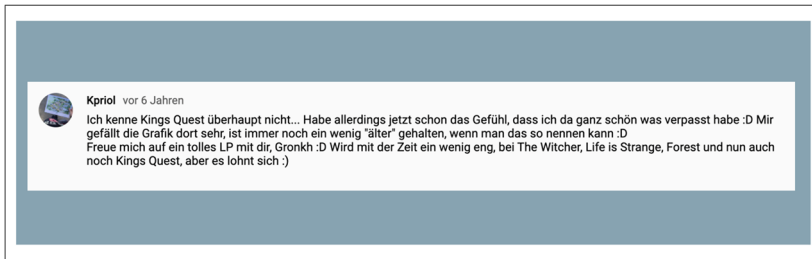 Kpriol vor 6 Jahren
Ich kenne Kings Quest überhaupt nicht... Habe allerdings jetzt schon das Gefühl, dass ich da ganz schön was verpasst habe :D Mir
gefällt die Grafik dort sehr, ist immer noch ein wenig "älter" gehalten, wenn man das so nennen kann :D
Freue mich auf ein tolles LP mit dir, Gronkh :D Wird mit der Zeit ein wenig eng, bei The Witcher, Life is Strange, Forest und nun auch
noch Kings Quest, aber es lohnt sich :)